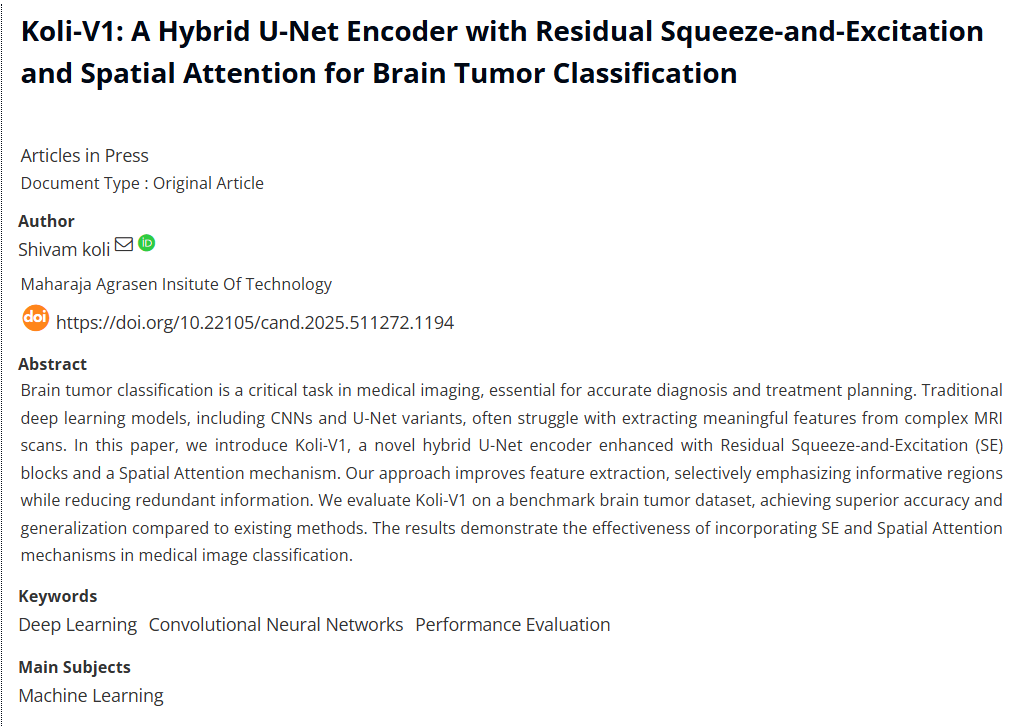 Koli-V1: A Hybrid U-Net Encoder with Residual Squeeze-and-Excitation
and Spatial Attention for Brain Tumor Classification
Articles in Press
Document Type : Original Article
Author
Shivam koli iD
Maharaja Agrasen Insitute Of Technology
doi https://doi.org/10.22105/cand.2025.511272.1194
Abstract
Brain tumor classification is a critical task in medical imaging, essential for accurate diagnosis and treatment planning. Traditional
deep learning models, including CNNs and U-Net variants, often struggle with extracting meaningful features from complex MRI
scans. In this paper, we introduce Koli-V1, a novel hybrid U-Net encoder enhanced with Residual Squeeze-and-Excitation (SE)
blocks and a Spatial Attention mechanism. Our approach improves feature extraction, selectively emphasizing informative regions
while reducing redundant information. We evaluate Koli-V1 on a benchmark brain tumor dataset, achieving superior accuracy and
generalization compared to existing methods. The results demonstrate the effectiveness of incorporating SE and Spatial Attention
mechanisms in medical image classification.
Keywords
Deep Learning Convolutional Neural Networks Performance Evaluation
Main Subjects
Machine Learning